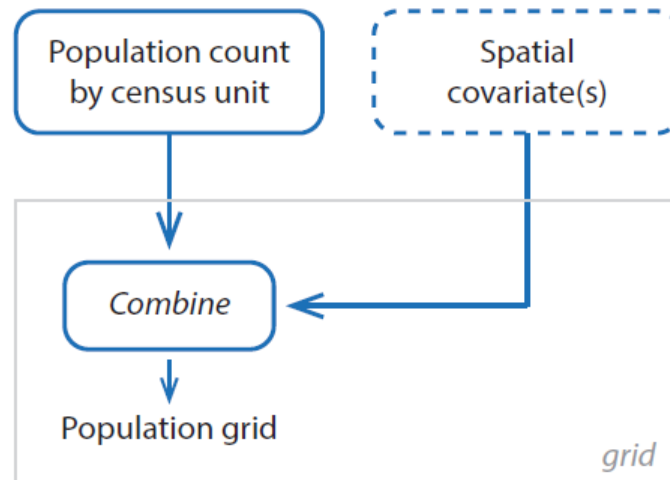 Population count
by census unit
Spatial
covariate(s)
Combine
Population grid
grid